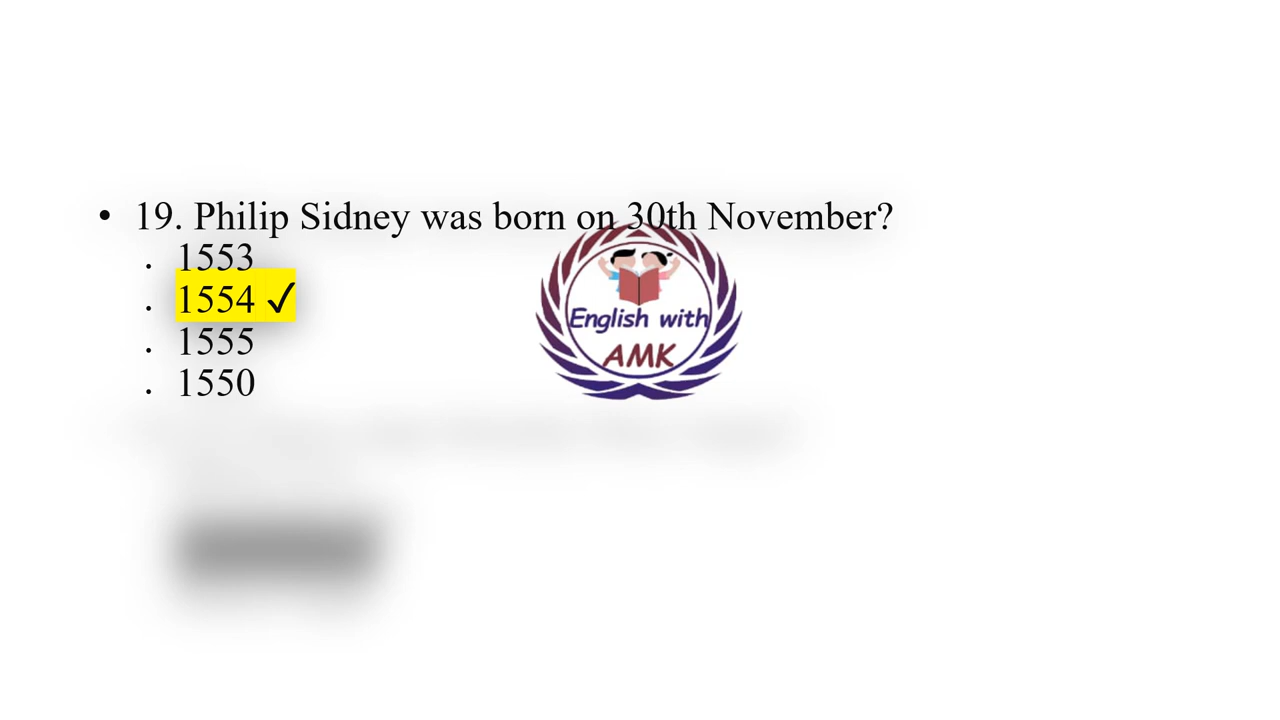 • 19. Philip Sidney was born on 30th November?
. 1553
. 1554 ✓
. 1555
. 1550
English with
AMK